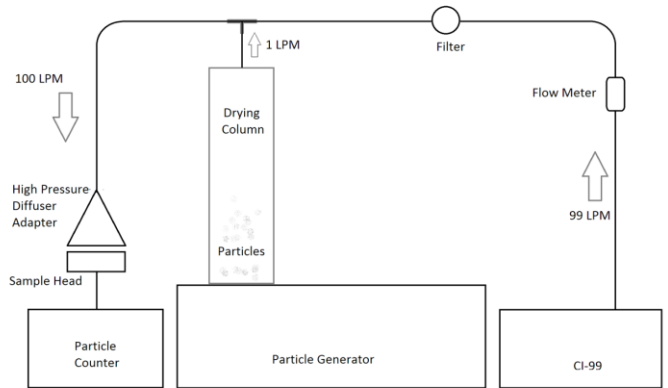 1 LPM
Filter
100 LPM
Flow Meter
Drying
Column
High Pressure
Diffuser
Adapter
99 LPM
Particles
Sample Head
Particle
Counter
Particle Generator
CI-99